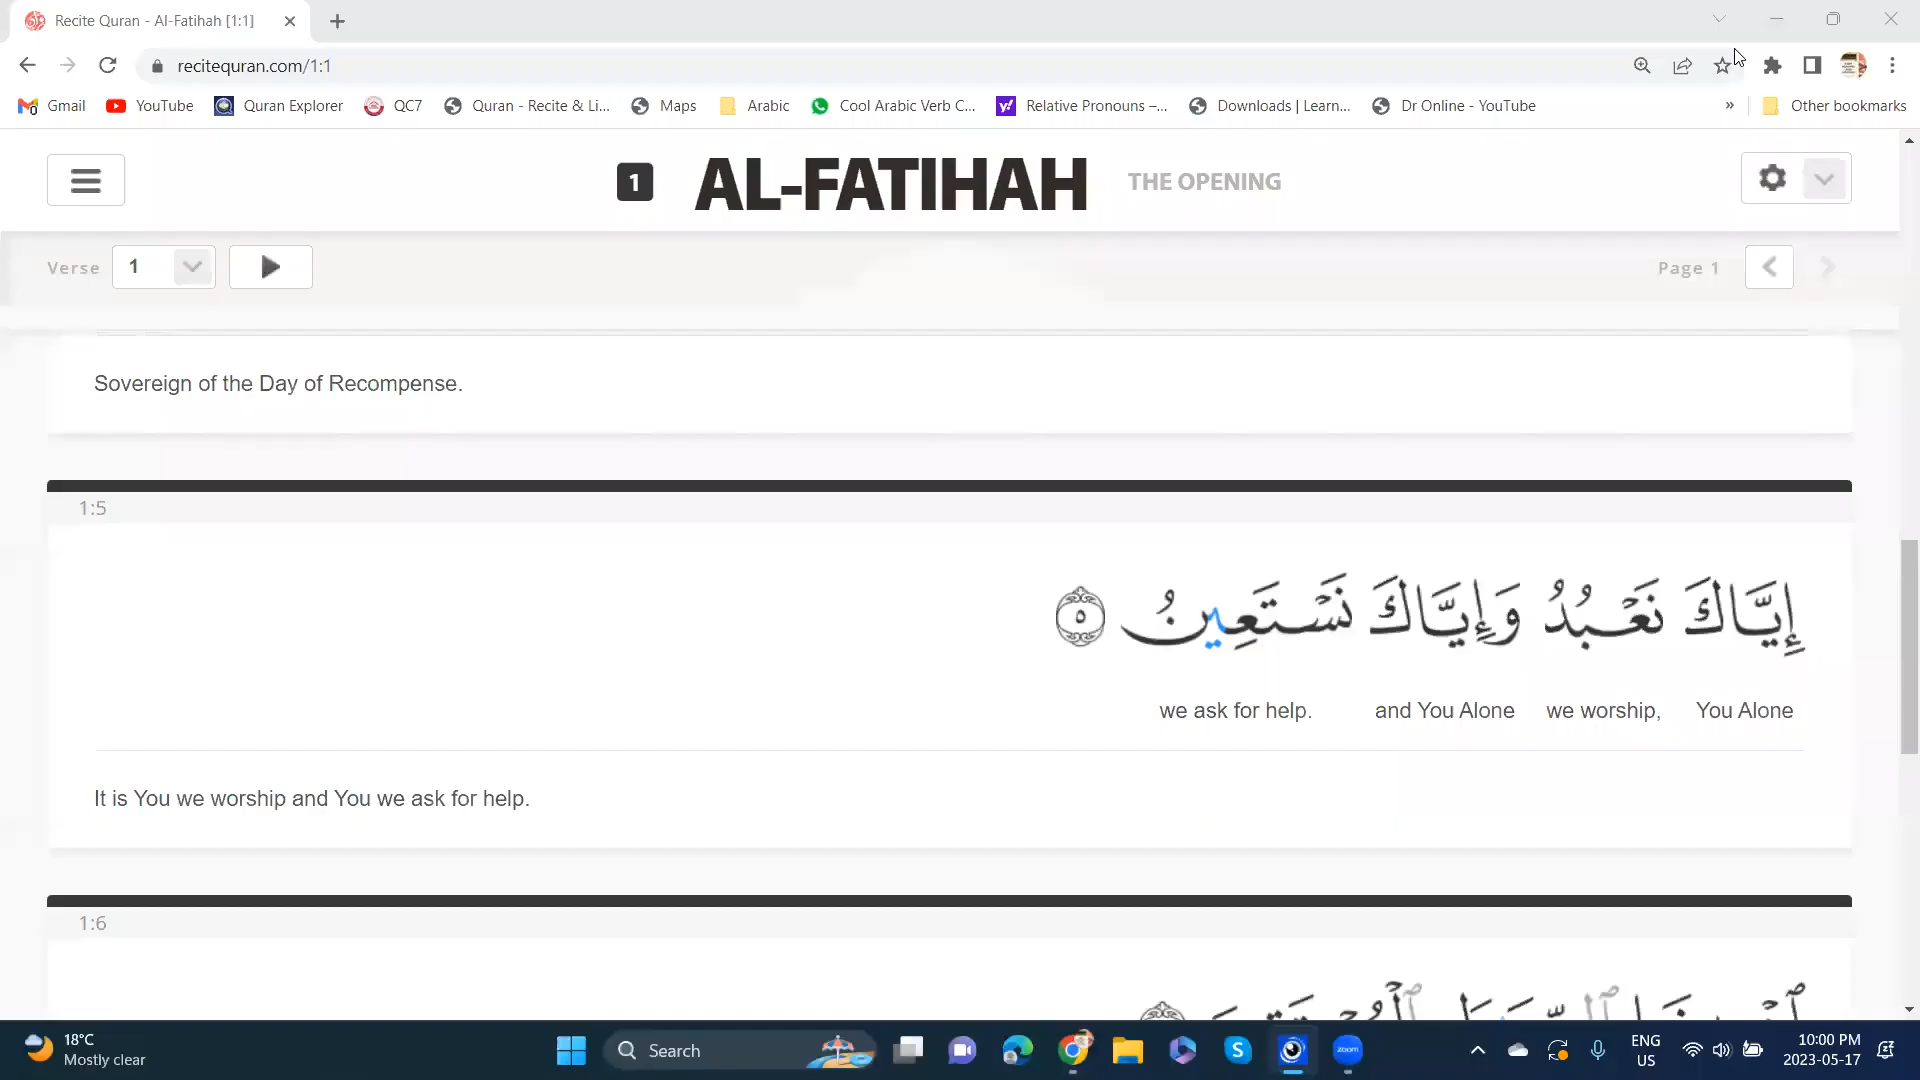 Recite Quran - Al-Fatihah [1:1]
recitequran.com/1:1
Gmail YouTube Quran Explorer QC7 Quran - Recite & Li... Maps Arabic Cool Arabic Verb C... Relative Pronouns –... Downloads | Learn... Dr Online - YouTube » Other bookmarks
1 AL-FATIHAH THE OPENING
Verse 1 Page 1
Sovereign of the Day of Recompense.
1:5
إِيَّاكَ نَعْبُدُ وَإِيَّاكَ نَسْتَعِينُ ٥
You Alone we worship, and You Alone we ask for help.
It is You we worship and You we ask for help.
1:6
18°C
Mostly clear
Search
zoom
ENG
US
10:00 PM
2023-05-17